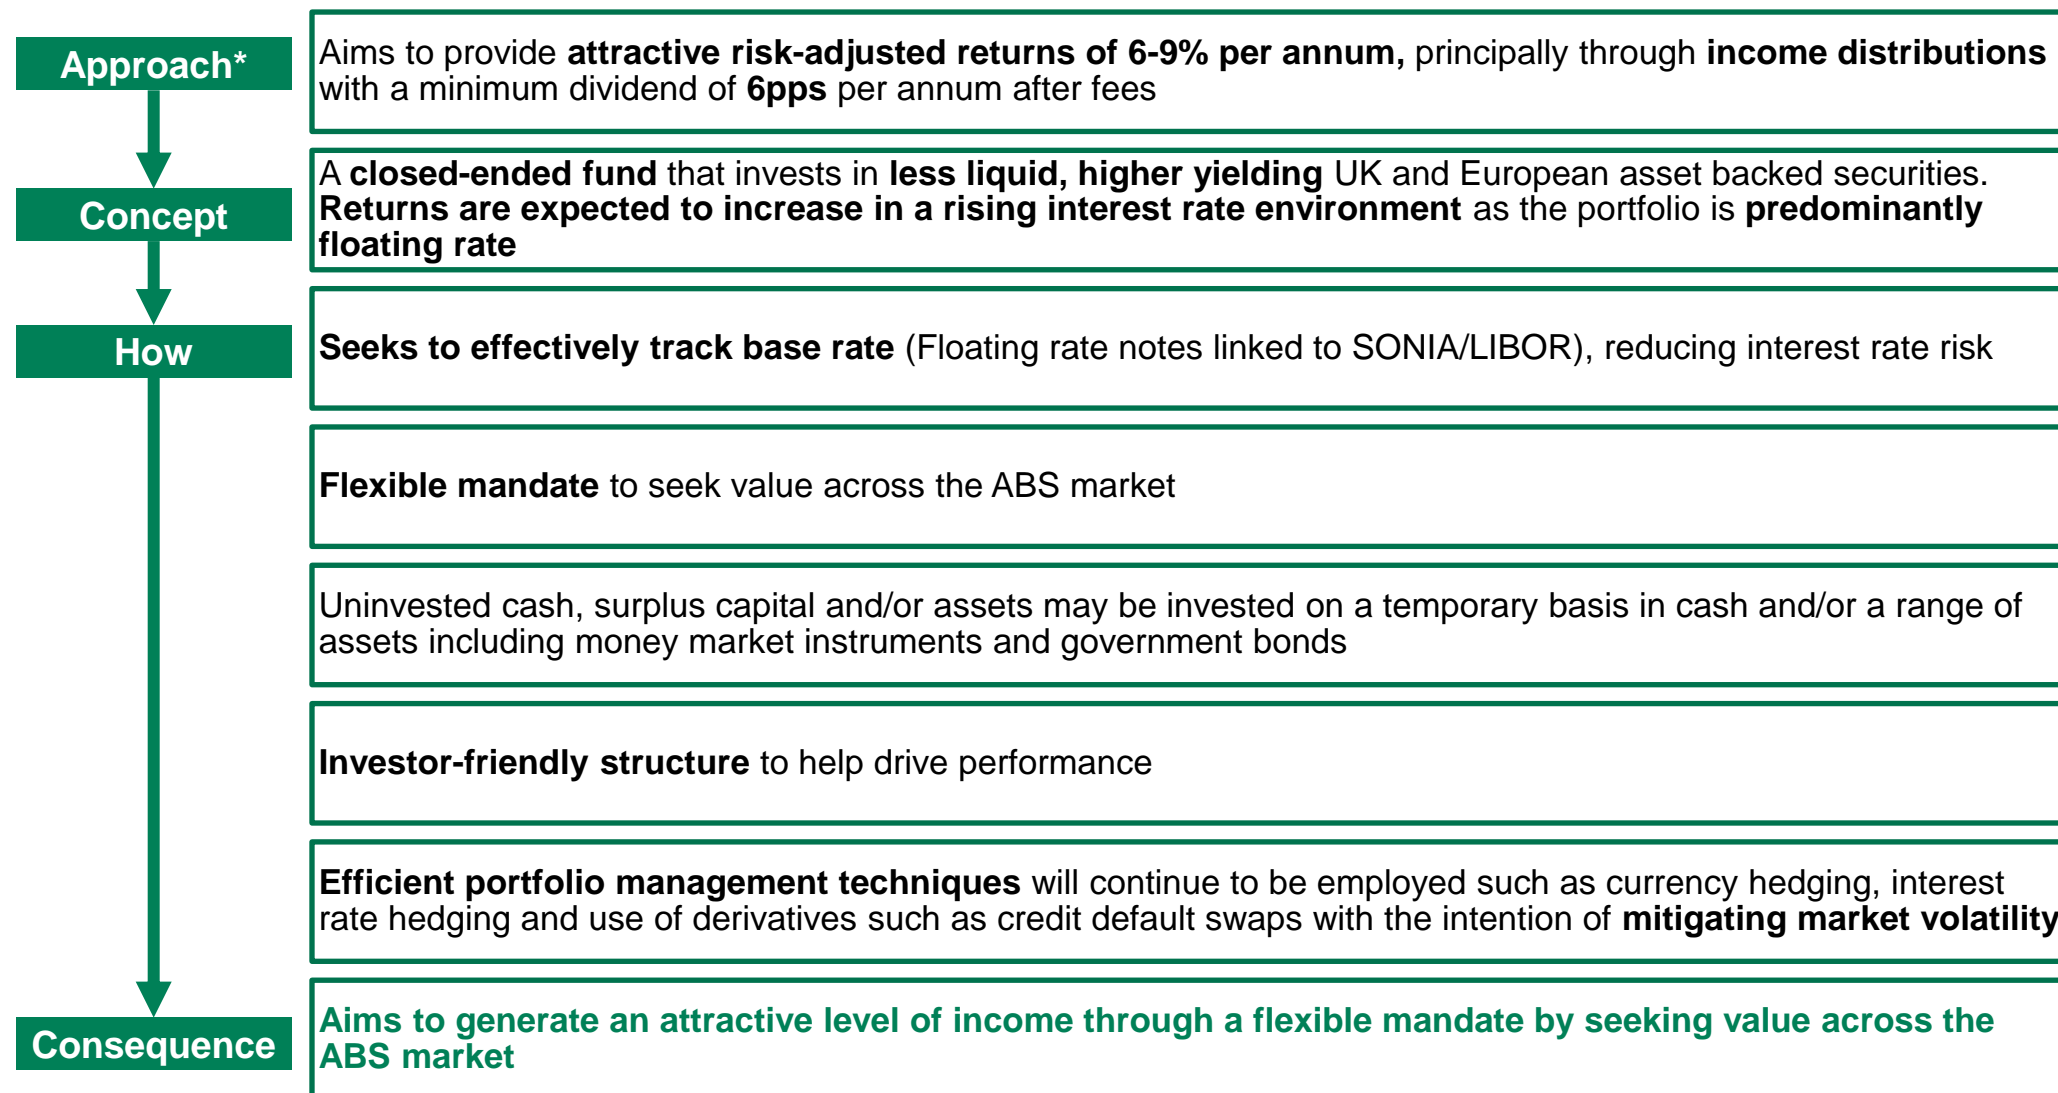 Approach*
Aims to provide attractive risk-adjusted returns of 6-9% per annum, principally through income distributions
with a minimum dividend of 6pps per annum after fees
Concept
A closed-ended fund that invests in less liquid, higher yielding UK and European asset backed securities.
Returns are expected to increase in a rising interest rate environment as the portfolio is predominantly
floating rate
How
Seeks to effectively track base rate (Floating rate notes linked to SONIA/LIBOR), reducing interest rate risk
Flexible mandate to seek value across the ABS market
Uninvested cash, surplus capital and/or assets may be invested on a temporary basis in cash and/or a range of
assets including money market instruments and government bonds
Investor-friendly structure to help drive performance
Efficient portfolio management techniques will continue to be employed such as currency hedging, interest
rate hedging and use of derivatives such as credit default swaps with the intention of mitigating market volatility
Consequence
Aims to generate an attractive level of income through a flexible mandate by seeking value across the
ABS market